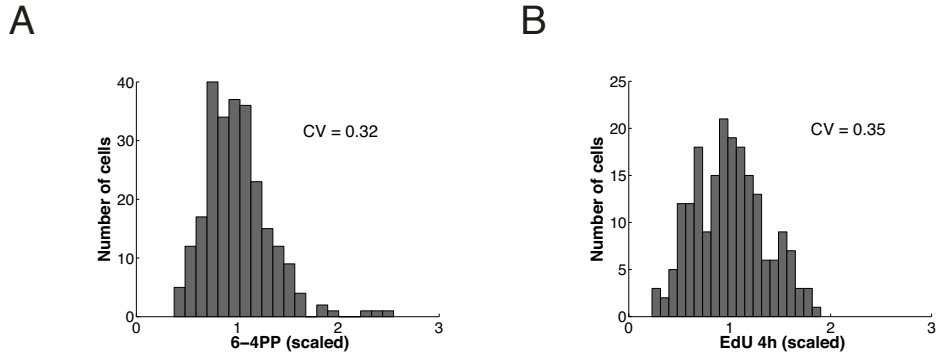 A
40
30
20
10
0
Number of cells
CV = 0.32
0 1 2 3
6–4PP (scaled)
B
25
20
15
10
5
0
Number of cells
CV = 0.35
0 1 2 3
EdU 4h (scaled)